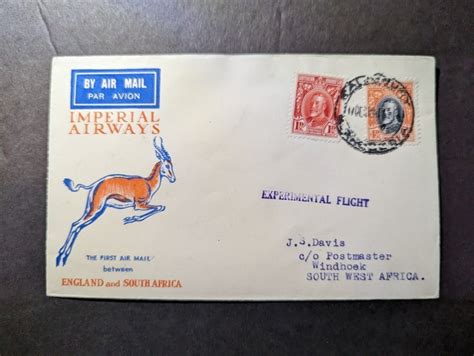 BY AIR MAIL
PAR AVION
IMPERIAL
AIRWAYS
THE FIRST AIR MAIL
between
ENGLAND and SOUTH AFRICA
EXPERIMENTAL FLIGHT
J.S.Davis
c/o Postmaster
Windhoek
SOUTH WEST AFRICA.